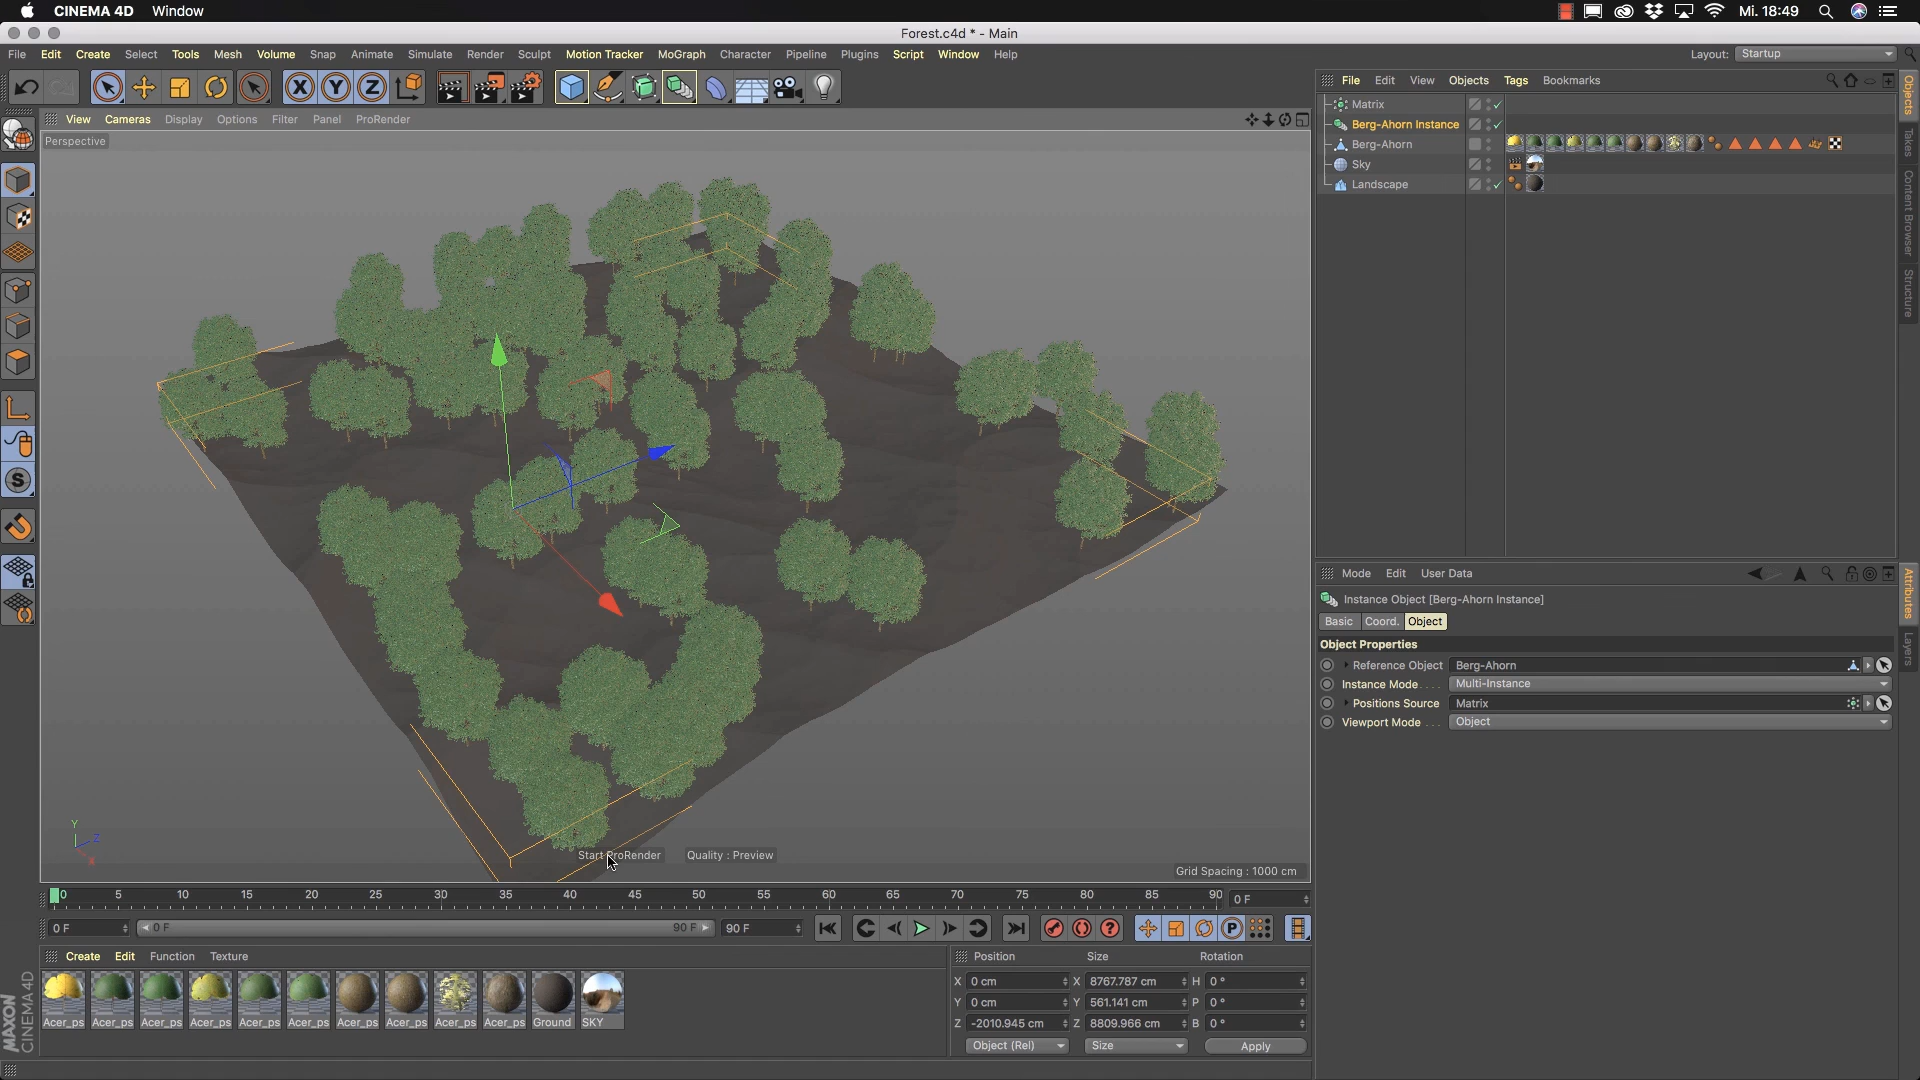 CINEMA 4D Window Mi. 18:49
Forest.c4d * - Main
File Edit Create Select Tools Mesh Volume Snap Animate Simulate Render Sculpt Motion Tracker MoGraph Character Pipeline Plugins Script Window Help Layout: Startup
X Y Z
File Edit View Objects Tags Bookmarks
View Cameras Display Options Filter Panel ProRender
Perspective
Matrix
Berg-Ahorn Instance
Berg-Ahorn
Sky
Landscape
Objects
Takes
Content Browser
Structure
Mode Edit User Data
Instance Object [Berg-Ahorn Instance]
Basic Coord. Object
Object Properties
Reference Object Berg-Ahorn
Instance Mode Multi-Instance
Positions Source Matrix
Viewport Mode Object
Attributes
Layers
Y
Z
X
Start ProRender Quality : Preview
Grid Spacing : 1000 cm
0 5 10 15 20 25 30 35 40 45 50 55 60 65 70 75 80 85 90 0 F
0 F 0 F 90 F 90 F
P
Create Edit Function Texture
Acer_ps Acer_ps Acer_ps Acer_ps Acer_ps Acer_ps Acer_ps Acer_ps Acer_ps Acer_ps Ground SKY
Position Size Rotation
X 0 cm X 8767.787 cm H 0 °
Y 0 cm Y 561.141 cm P 0 °
Z -2010.945 cm Z 8809.966 cm B 0 °
Object (Rel) Size Apply
MAXON
CINEMA 4D